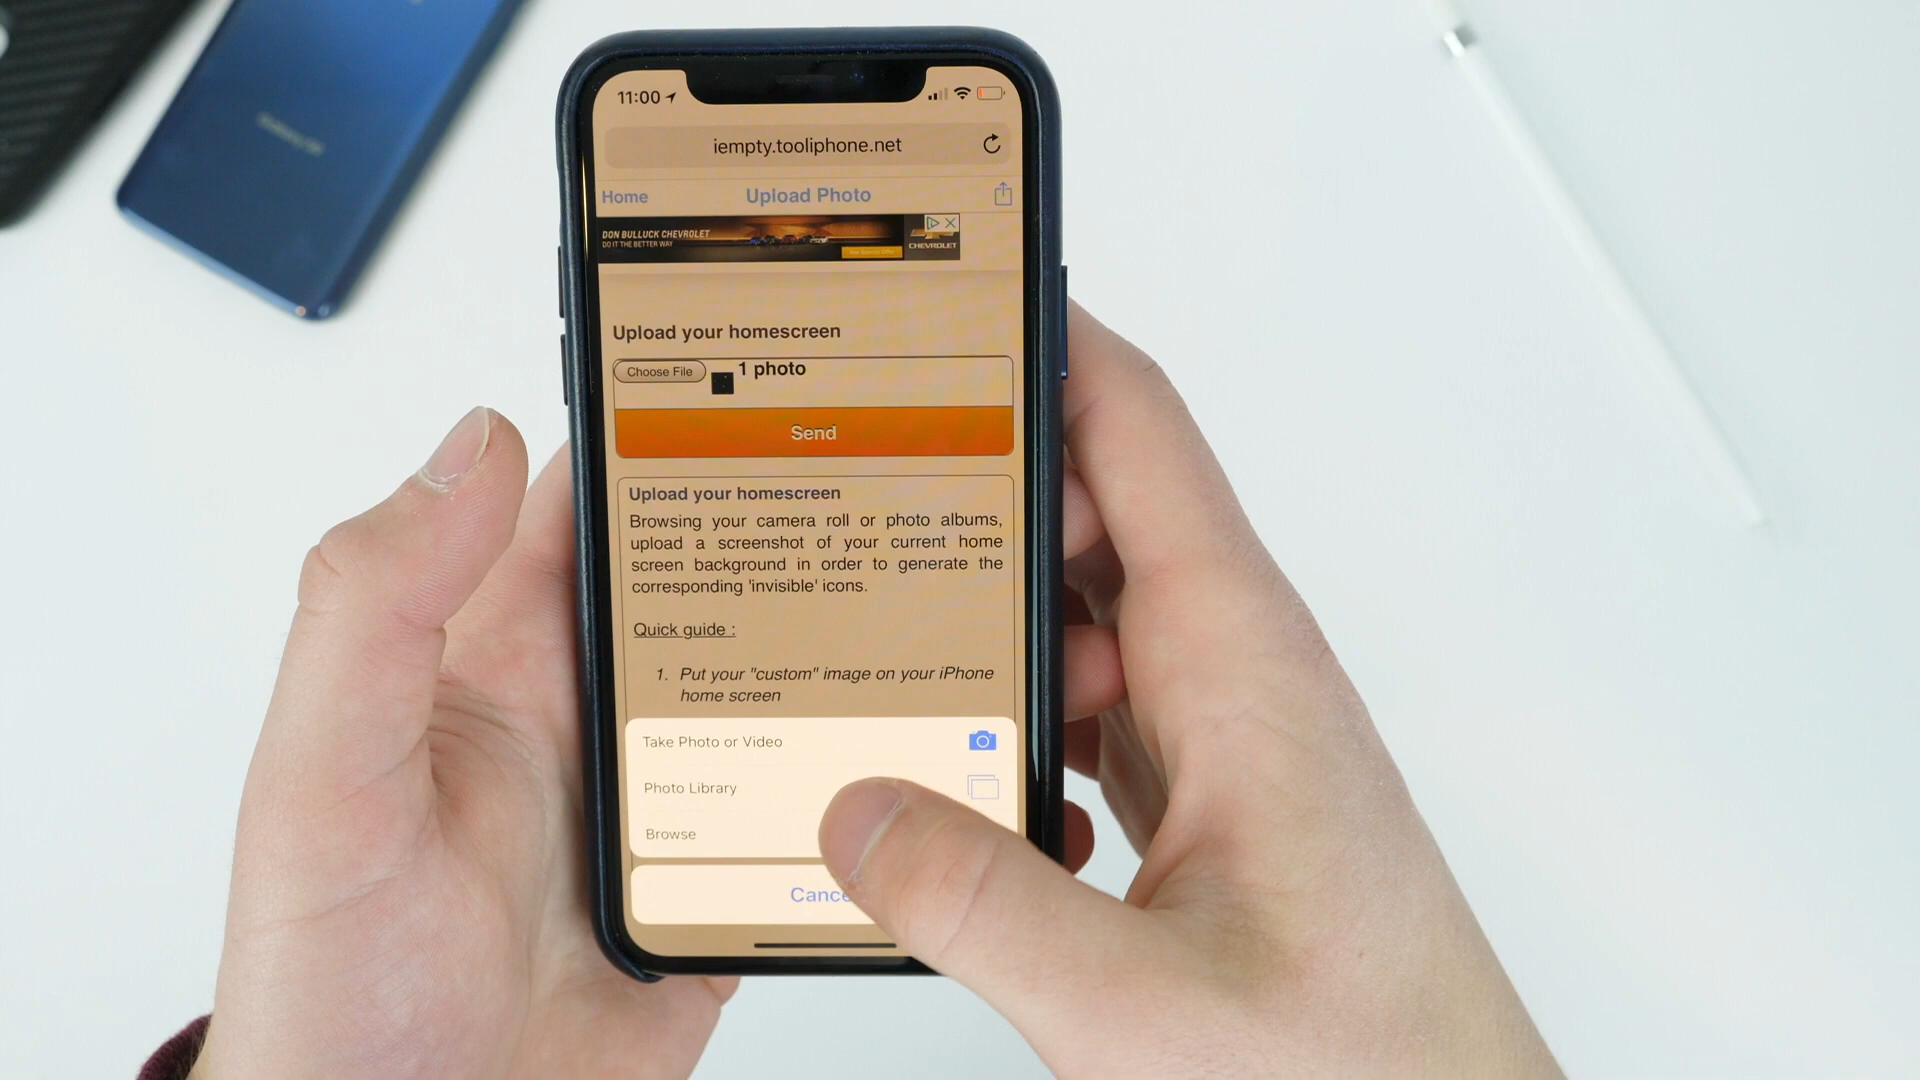 11:00
iempty.tooliphone.net
Home
Upload Photo
DON BULLUCK CHEVROLET
DO IT THE BETTER WAY
CHEVROLET
Upload your homescreen
Choose File
1 photo
Send
Upload your homescreen
Browsing your camera roll or photo albums,
upload a screenshot of your current home
screen background in order to generate the
corresponding 'invisible' icons.
Quick guide :
1. Put your "custom" image on your iPhone
home screen
Take Photo or Video
Photo Library
Browse
Cance